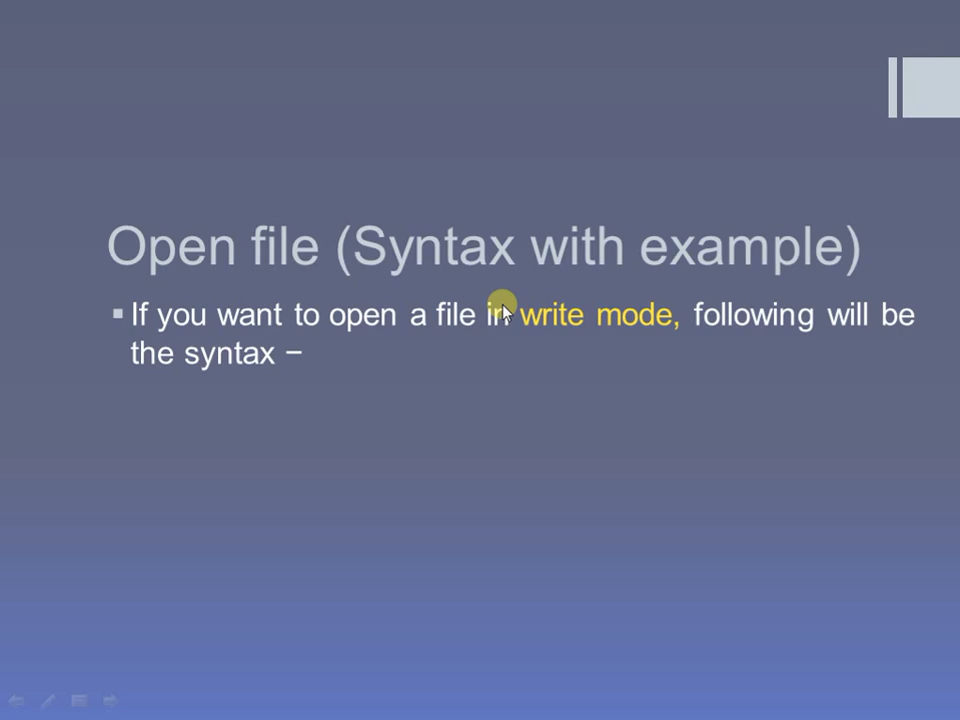 Open file (Syntax with example)
If you want to open a file in write mode, following will be
the syntax −